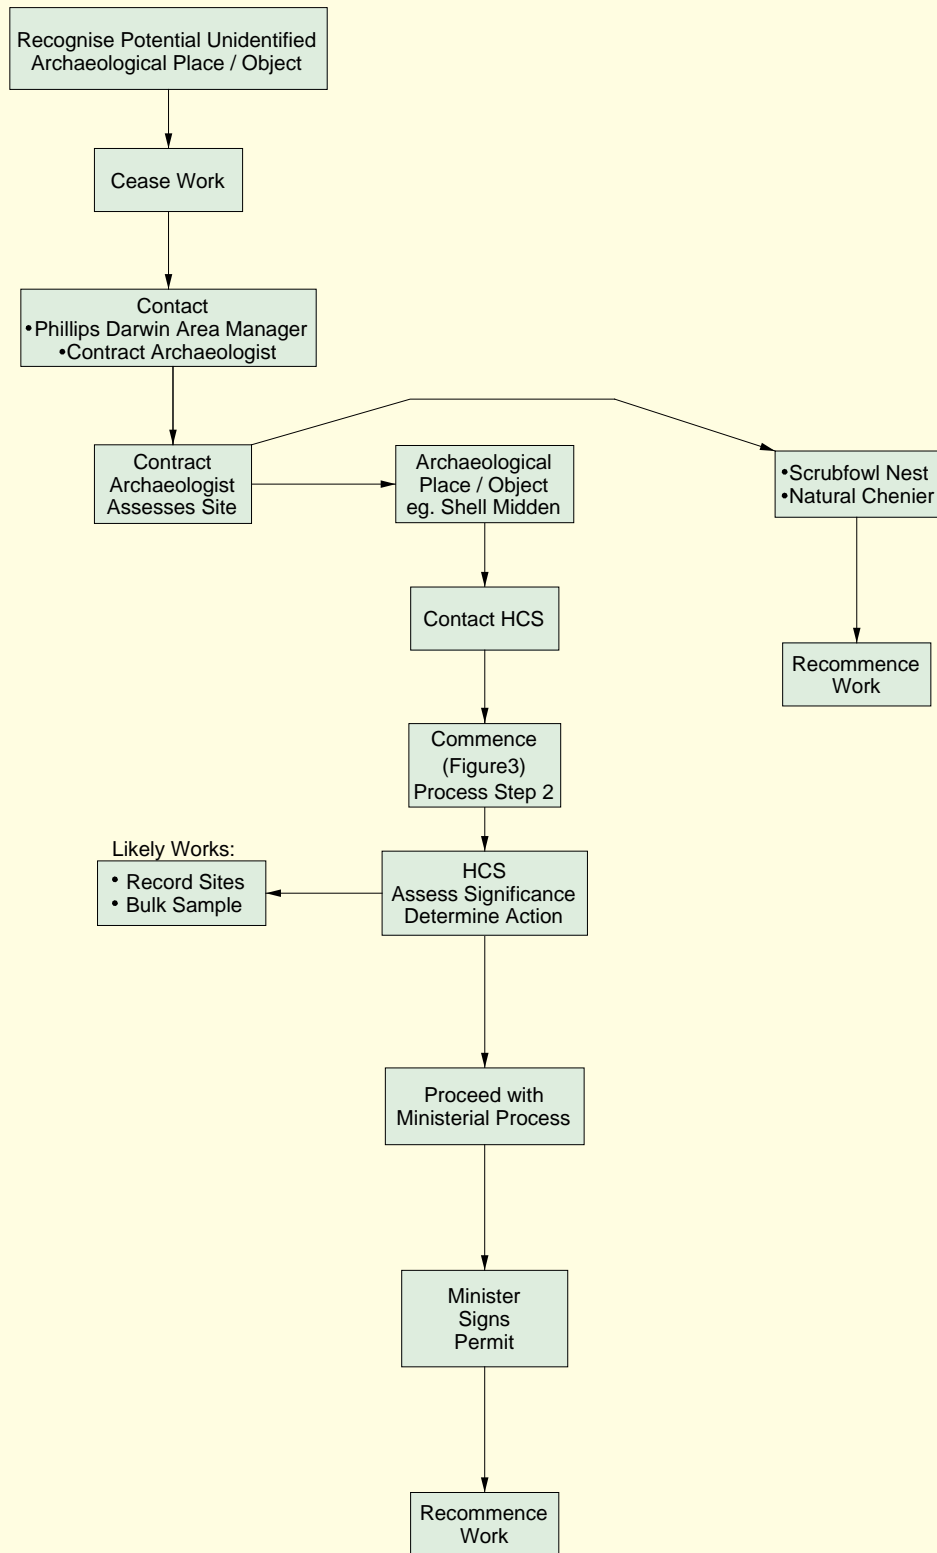 Recognise Potential Unidentified
Archaeological Place / Object
Cease Work
Contact
•Phillips Darwin Area Manager
•Contract Archaeologist
Contract
Archaeologist
Assesses Site
Archaeological
Place / Object
eg. Shell Midden
•Scrubfowl Nest
•Natural Chenier
Contact HCS
Recommence
Work
Commence
(Figure3)
Process Step 2
Likely Works:
• Record Sites
• Bulk Sample
HCS
Assess Significance
Determine Action
Proceed with
Ministerial Process
Minister
Signs
Permit
Recommence
Work